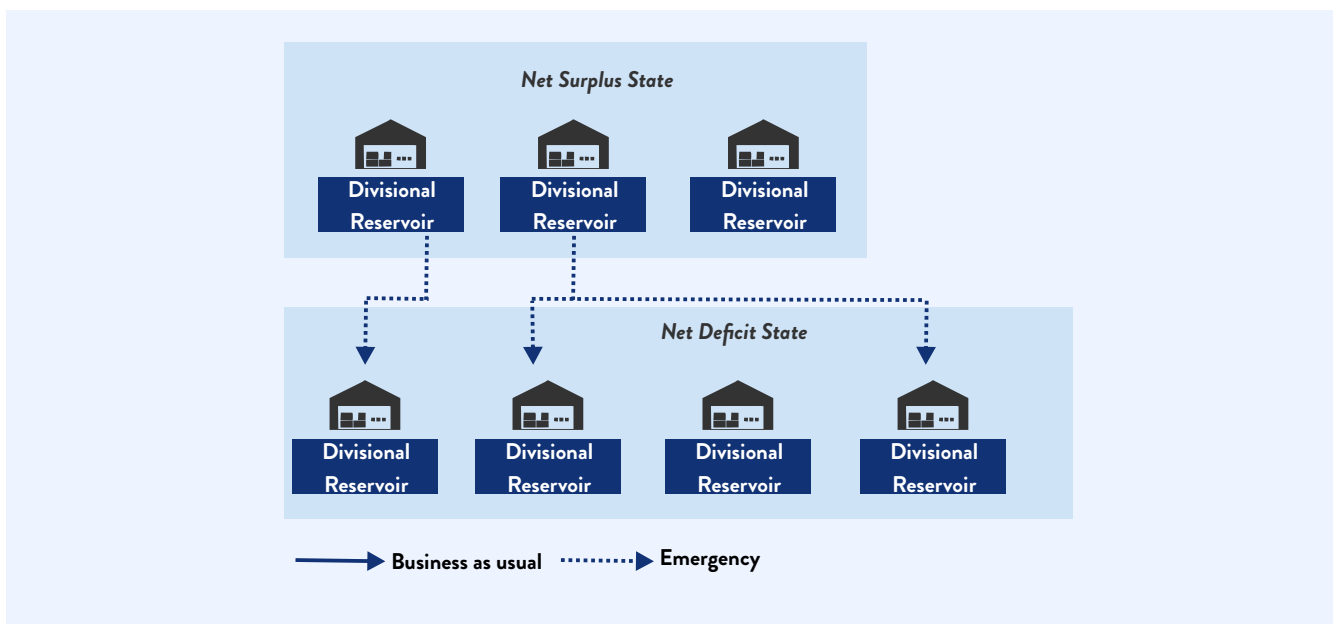 Net Surplus State
Divisional
Reservoir
Divisional
Reservoir
Divisional
Reservoir
Net Deficit State
Divisional
Reservoir
Divisional
Reservoir
Divisional
Reservoir
Divisional
Reservoir
Business as usual
Emergency